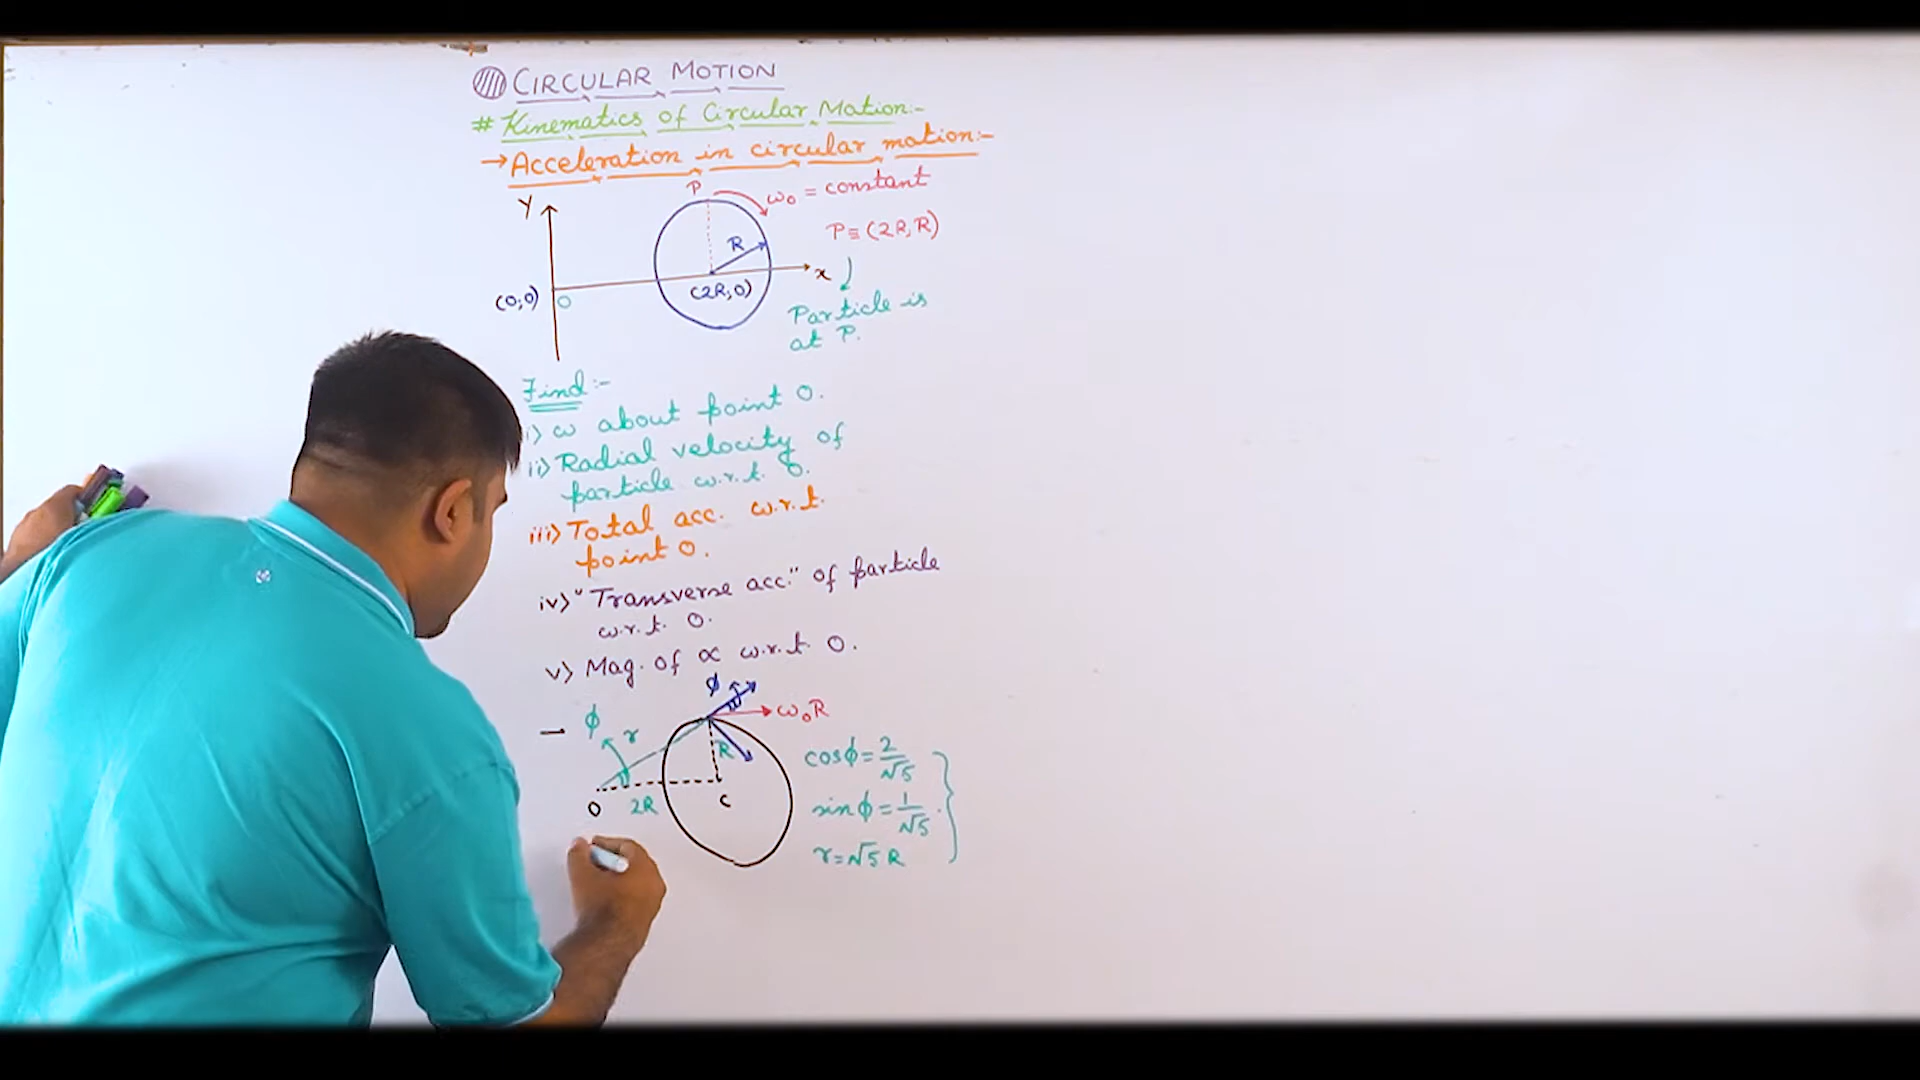 CIRCULAR MOTION
# Kinematics of Circular Motion:-
→ Acceleration in circular motion:-
P
ω₀ = constant
Y
P ≡ (2R, R)
R
x
(0,0)
O
(2R,0)
Particle is
at P.
Find:-
i) ω about point O.
ii) Radial velocity of
particle w.r.t. O.
iii) Total acc. w.r.t.
point O.
iv) "Transverse acc." of particle
w.r.t. O.
v) Mag. of α w.r.t. O.
ϕ
ω₀R
ϕ
r
R
cosϕ = 2/√5
O
2R
C
sinϕ = 1/√5
r = √5 R